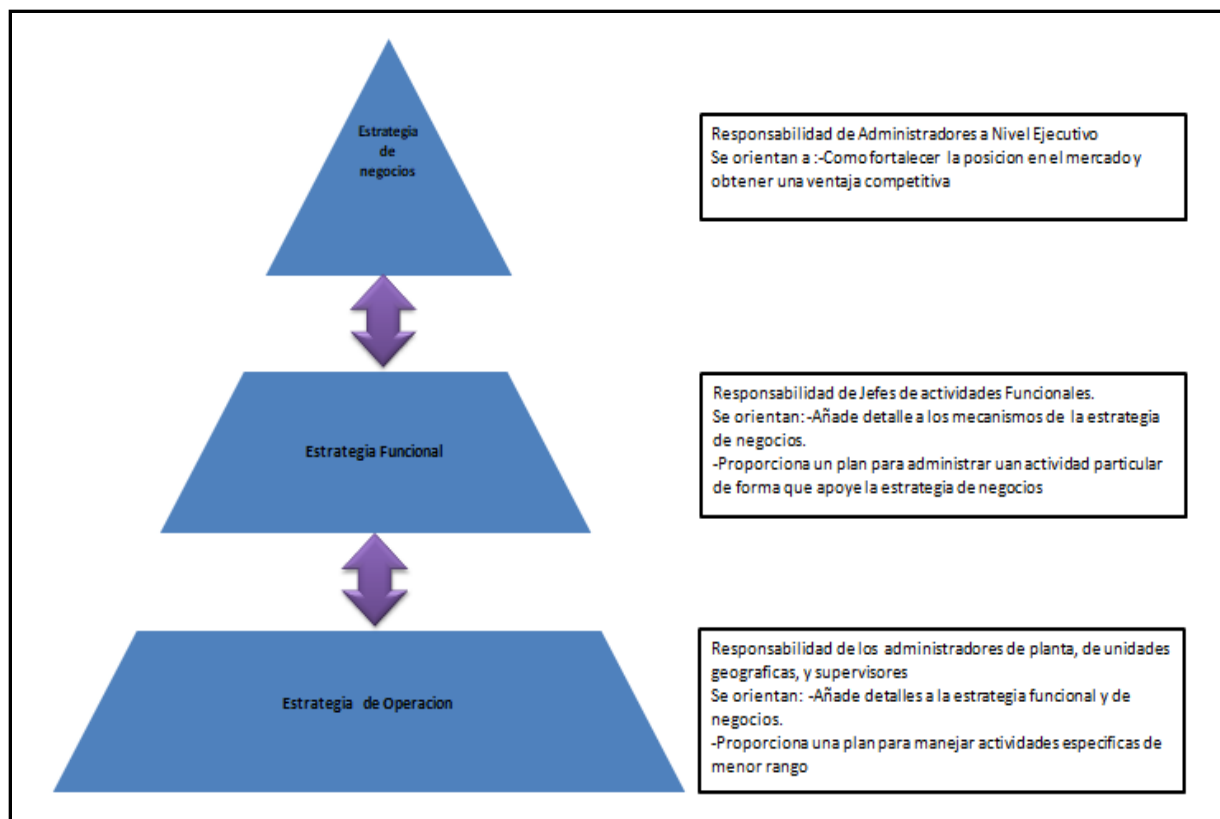 Estrategia
de
negocios
Responsabilidad de Administradores a Nivel Ejecutivo
Se orientan a :-Como fortalecer la posicion en el mercado y
obtener una ventaja competitiva
Estrategia Funcional
Responsabilidad de Jefes de actividades Funcionales.
Se orientan: -Añade detalle a los mecanismos de la estrategia
de negocios.
-Proporciona un plan para administrar uan actividad particular
de forma que apoye la estrategia de negocios
Estrategia de Operacion
Responsabilidad de los administradores de planta, de unidades
geograficas, y supervisores
Se orientan: -Añade detalles a la estrategia funcional y de
negocios.
-Proporciona una plan para manejar actividades especificas de
menor rango